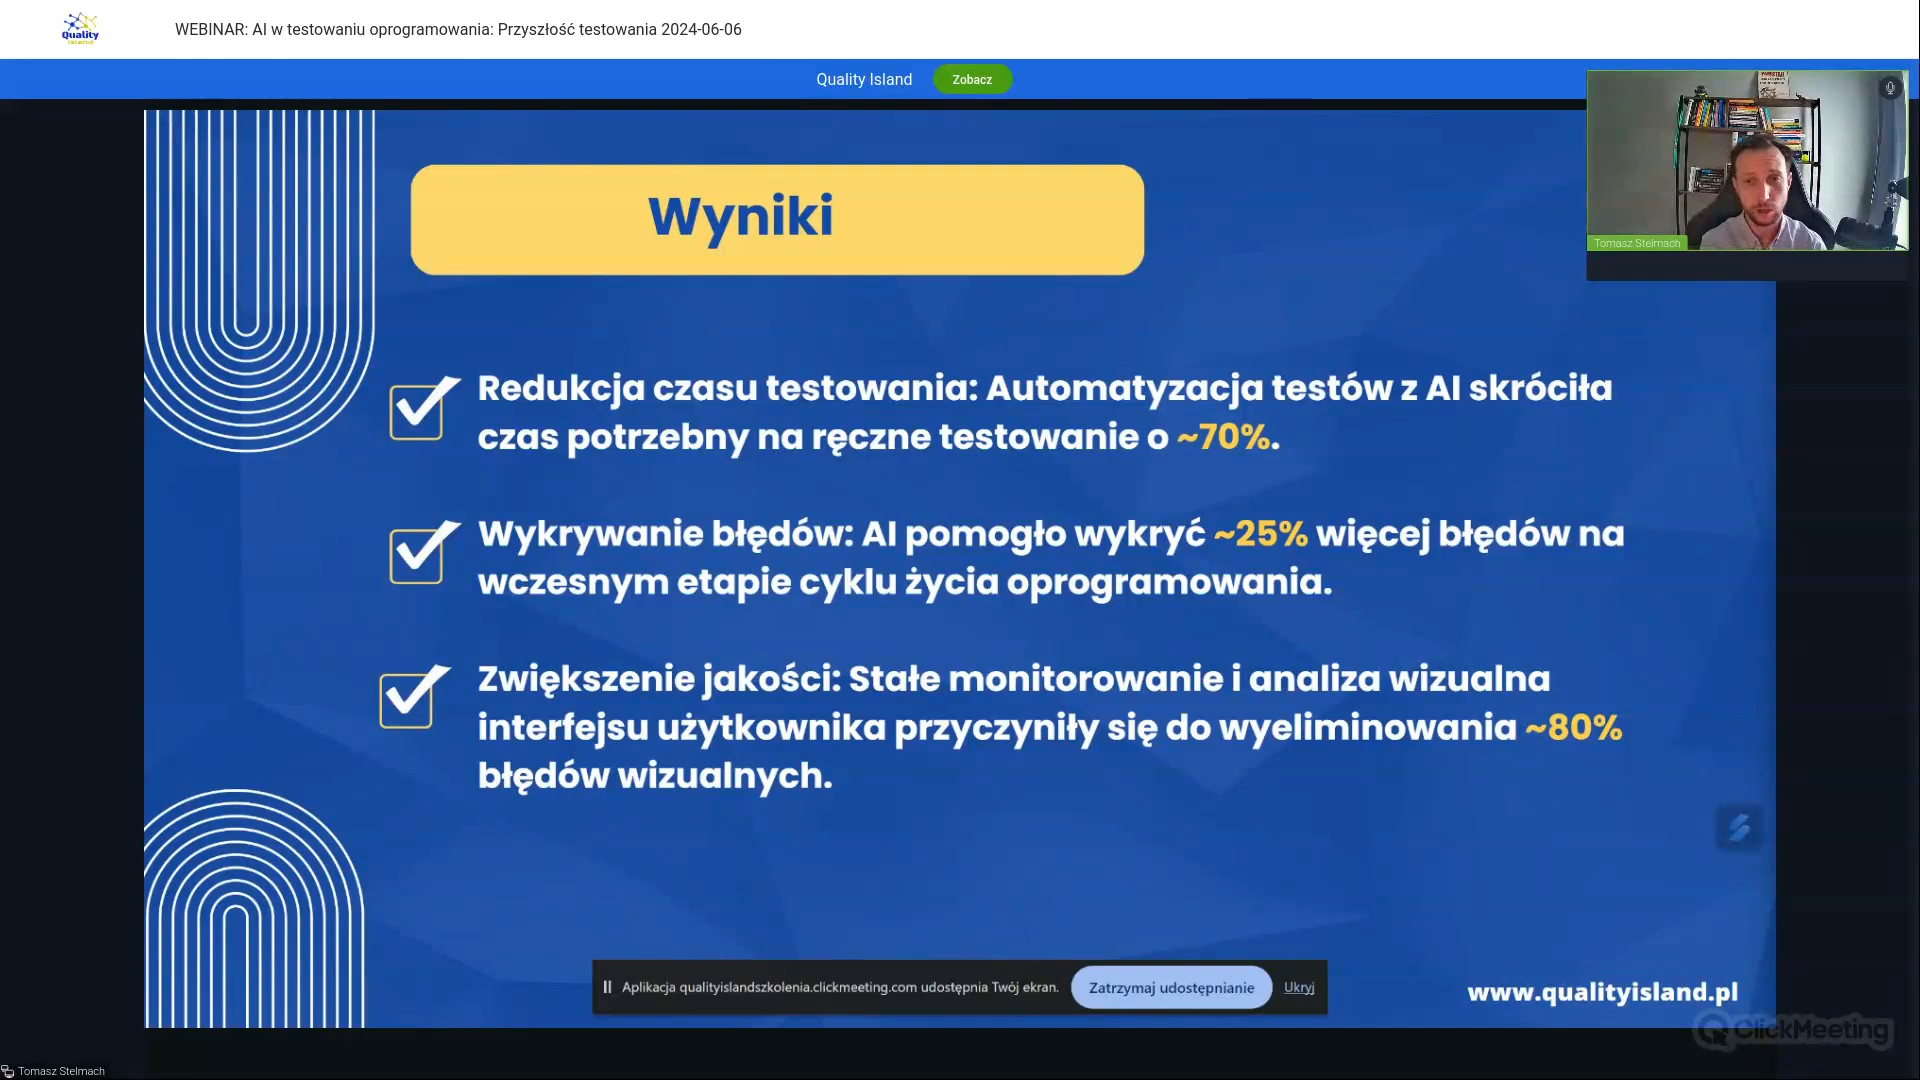 Quality
Island
WEBINAR: AI w testowaniu oprogramowania: Przyszłość testowania 2024-06-06
Quality Island
Zobacz
Wyniki
Tomasz Stelmach
Redukcja czasu testowania: Automatyzacja testów z AI skróciła
czas potrzebny na ręczne testowanie o ~70%.
Wykrywanie błędów: AI pomogło wykryć ~25% więcej błędów na
wczesnym etapie cyklu życia oprogramowania.
Zwiększenie jakości: Stałe monitorowanie i analiza wizualna
interfejsu użytkownika przyczyniły się do wyeliminowania ~80%
błędów wizualnych.
Aplikacja qualityislandszkolenia.clickmeeting.com udostępnia Twój ekran.
Zatrzymaj udostępnianie
Ukryj
www.qualityisland.pl
ClickMeeting
Tomasz Stelmach